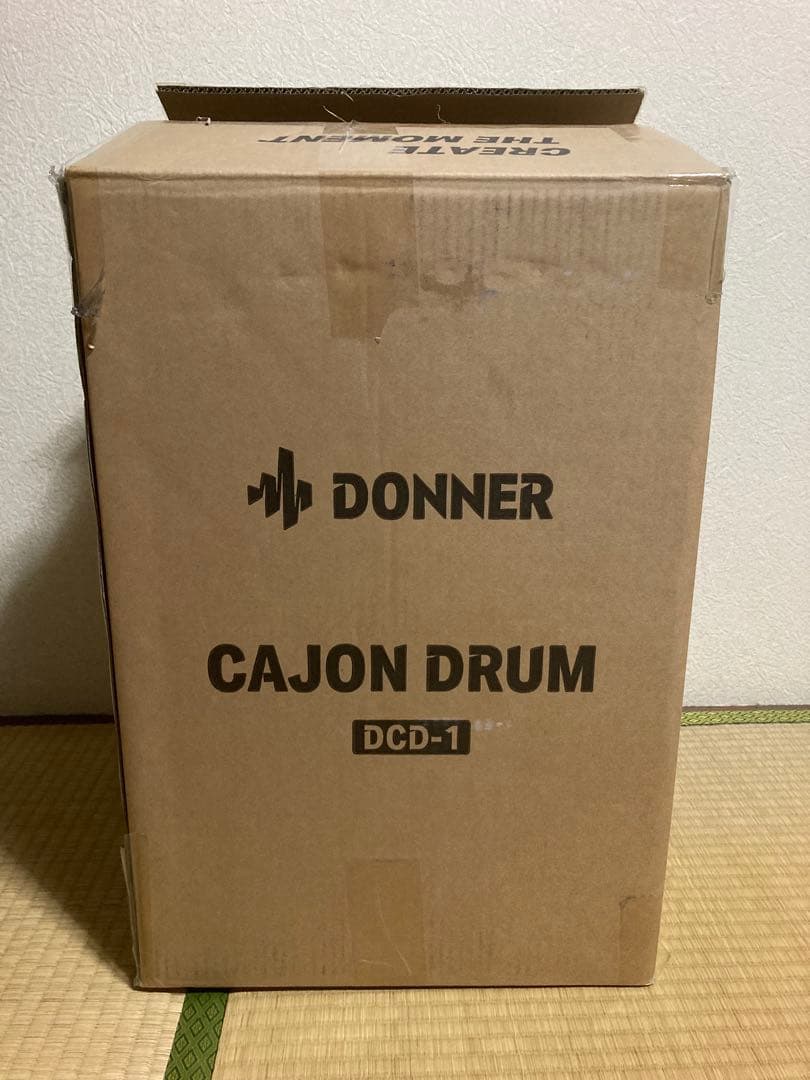 CREATE
THE MOMENT
DONNER
CAJON DRUM
DCD-1